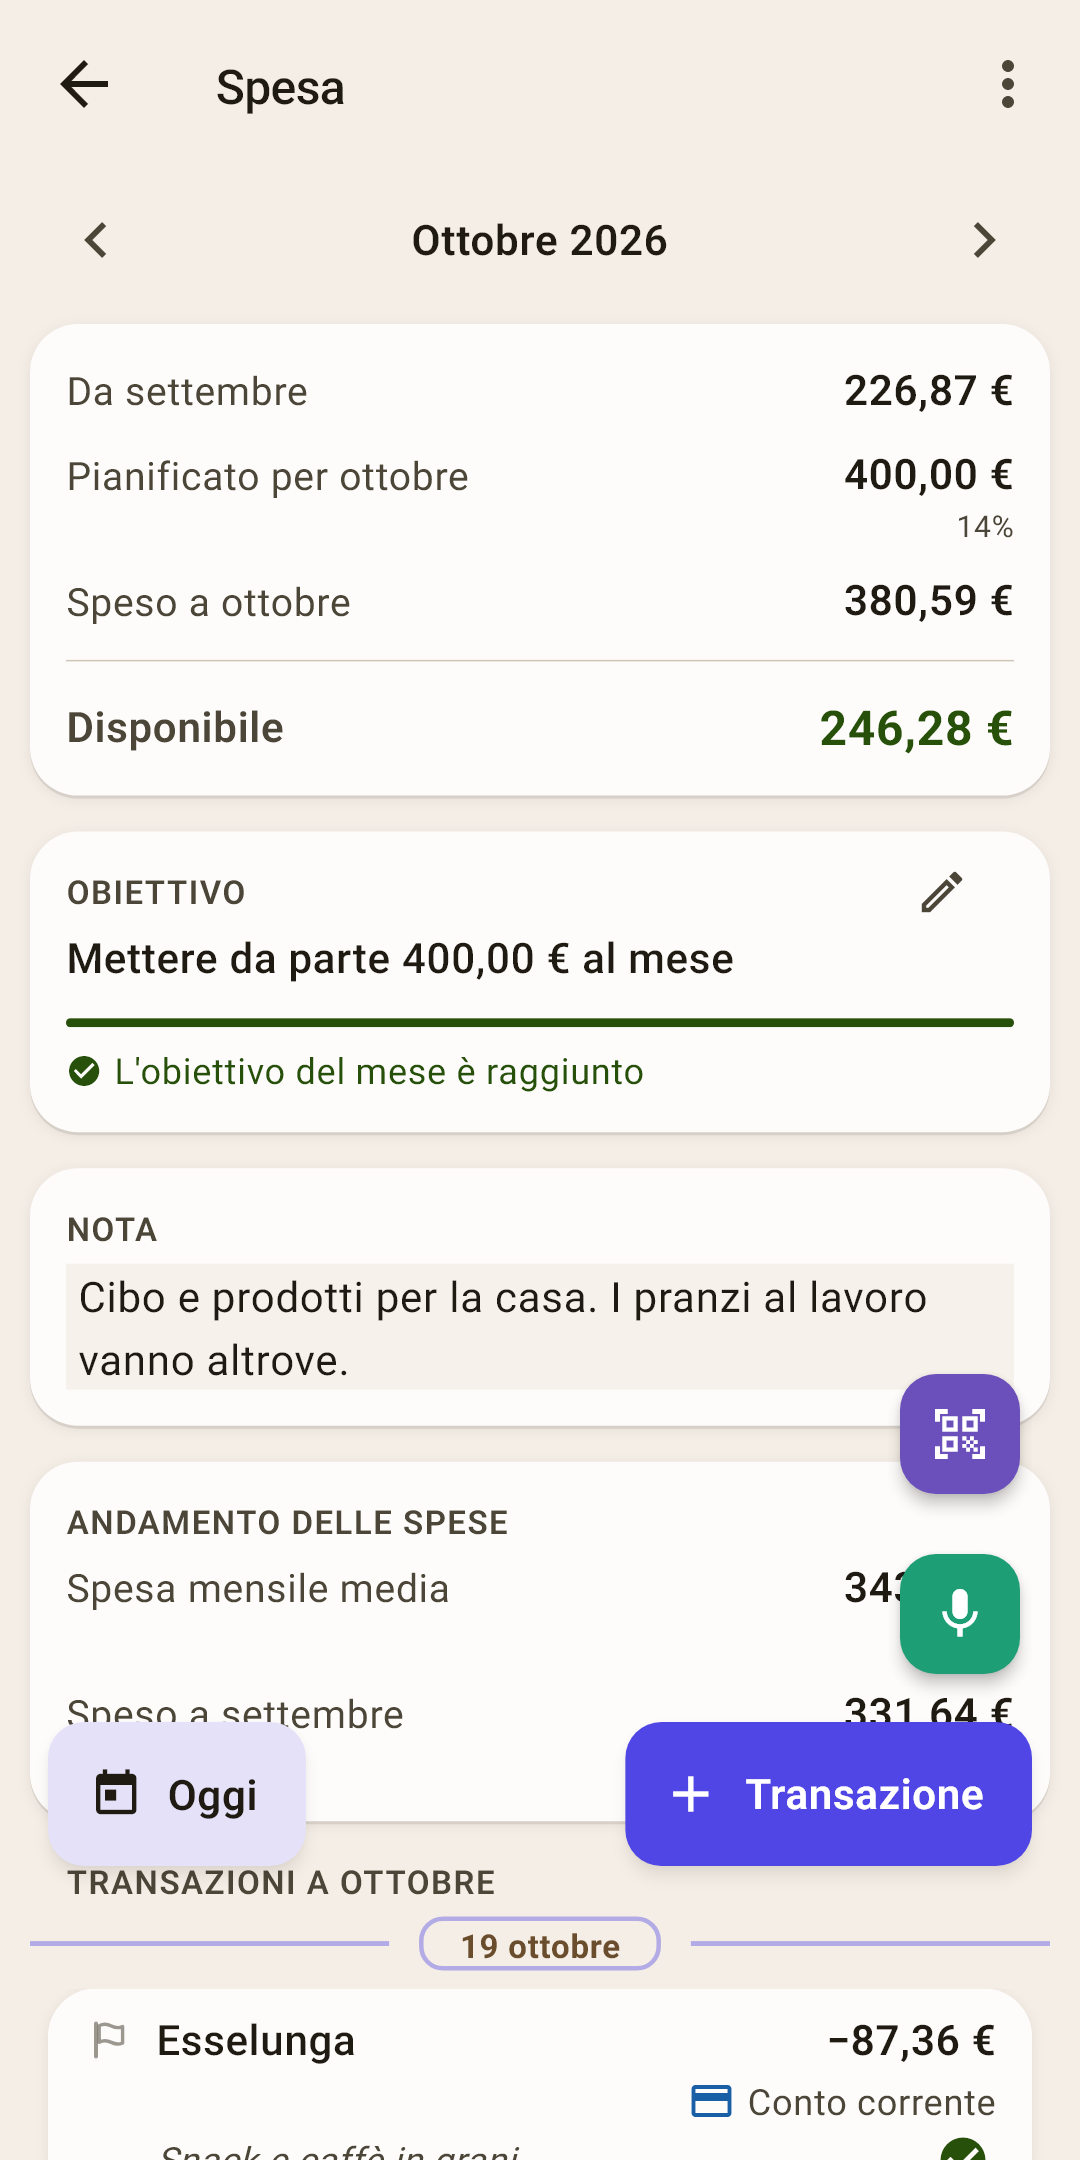 Spesa
Ottobre 2026
Da settembre 226,87 €
Pianificato per ottobre 400,00 €
14%
Speso a ottobre 380,59 €
Disponibile 246,28 €
OBIETTIVO
Mettere da parte 400,00 € al mese
L'obiettivo del mese è raggiunto
NOTA
Cibo e prodotti per la casa. I pranzi al lavoro
vanno altrove.
ANDAMENTO DELLE SPESE
Spesa mensile media
Speso a settembre 331,64 €
Oggi
Transazione
TRANSAZIONI A OTTOBRE
19 ottobre
Esselunga −87,36 €
Conto corrente
Snack e caffè in grani